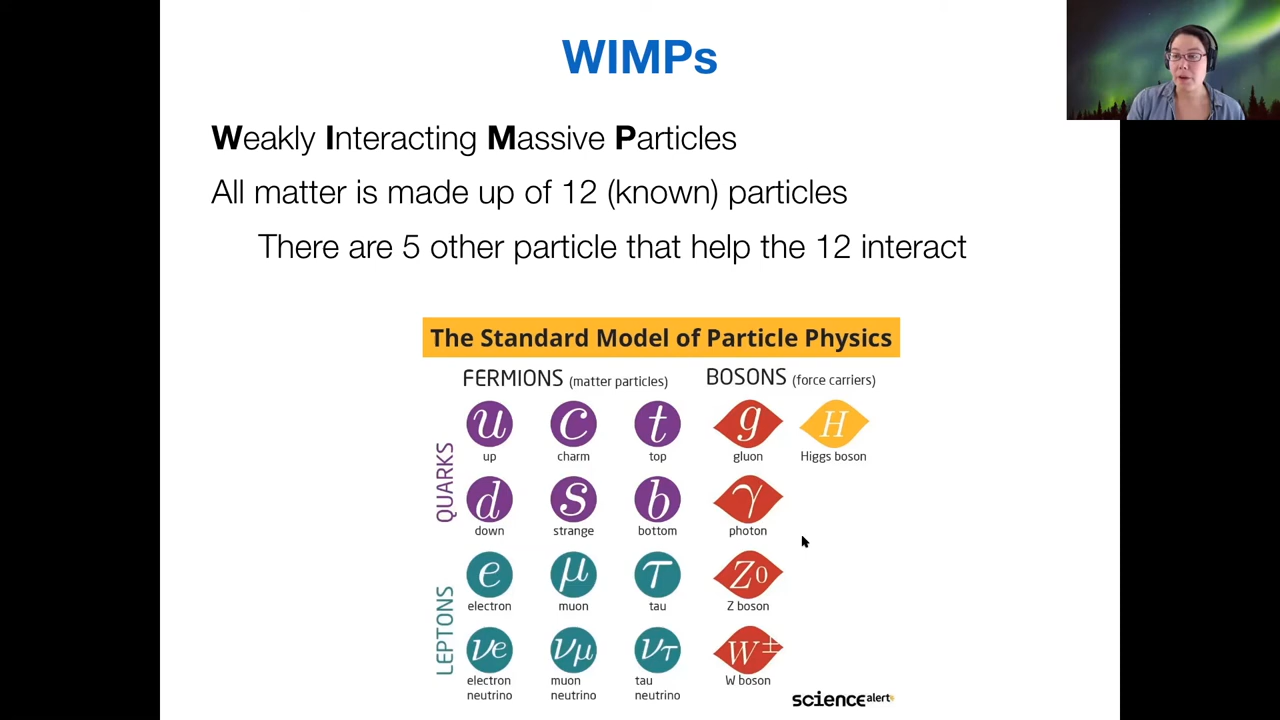 WIMPs
Weakly Interacting Massive Particles
All matter is made up of 12 (known) particles
There are 5 other particle that help the 12 interact
The Standard Model of Particle Physics
FERMIONS (matter particles)
BOSONS (force carriers)
QUARKS
u c t g H
up charm top gluon Higgs boson
d s b γ
down strange bottom photon
LEPTONS
e μ τ Z0
electron muon tau Z boson
νe νμ ντ W±
electron neutrino muon neutrino tau neutrino W boson
sciencealert